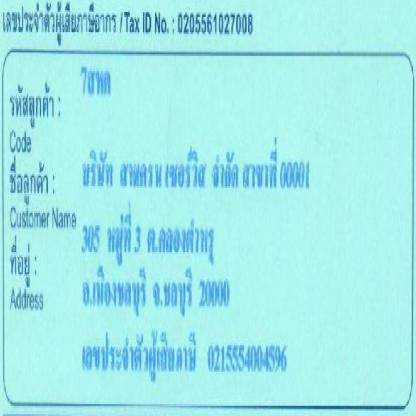 เลขประจำตัวผู้เสียภาษีอากร / Tax ID No. : 0205561027008
รหัสลูกค้า : 7สหค
Code
ชื่อลูกค้า : บริษัท สาครน เซอร์วิส จำกัด สาขาที่ 00001
Customer Name
305 หมู่ที่ 3 ต.คลองตำหรุ
ที่อยู่ :
Address อ.เมืองชลบุรี จ.ชลบุรี 20000
เลขประจำตัวผู้เสียภาษี 0215554004596